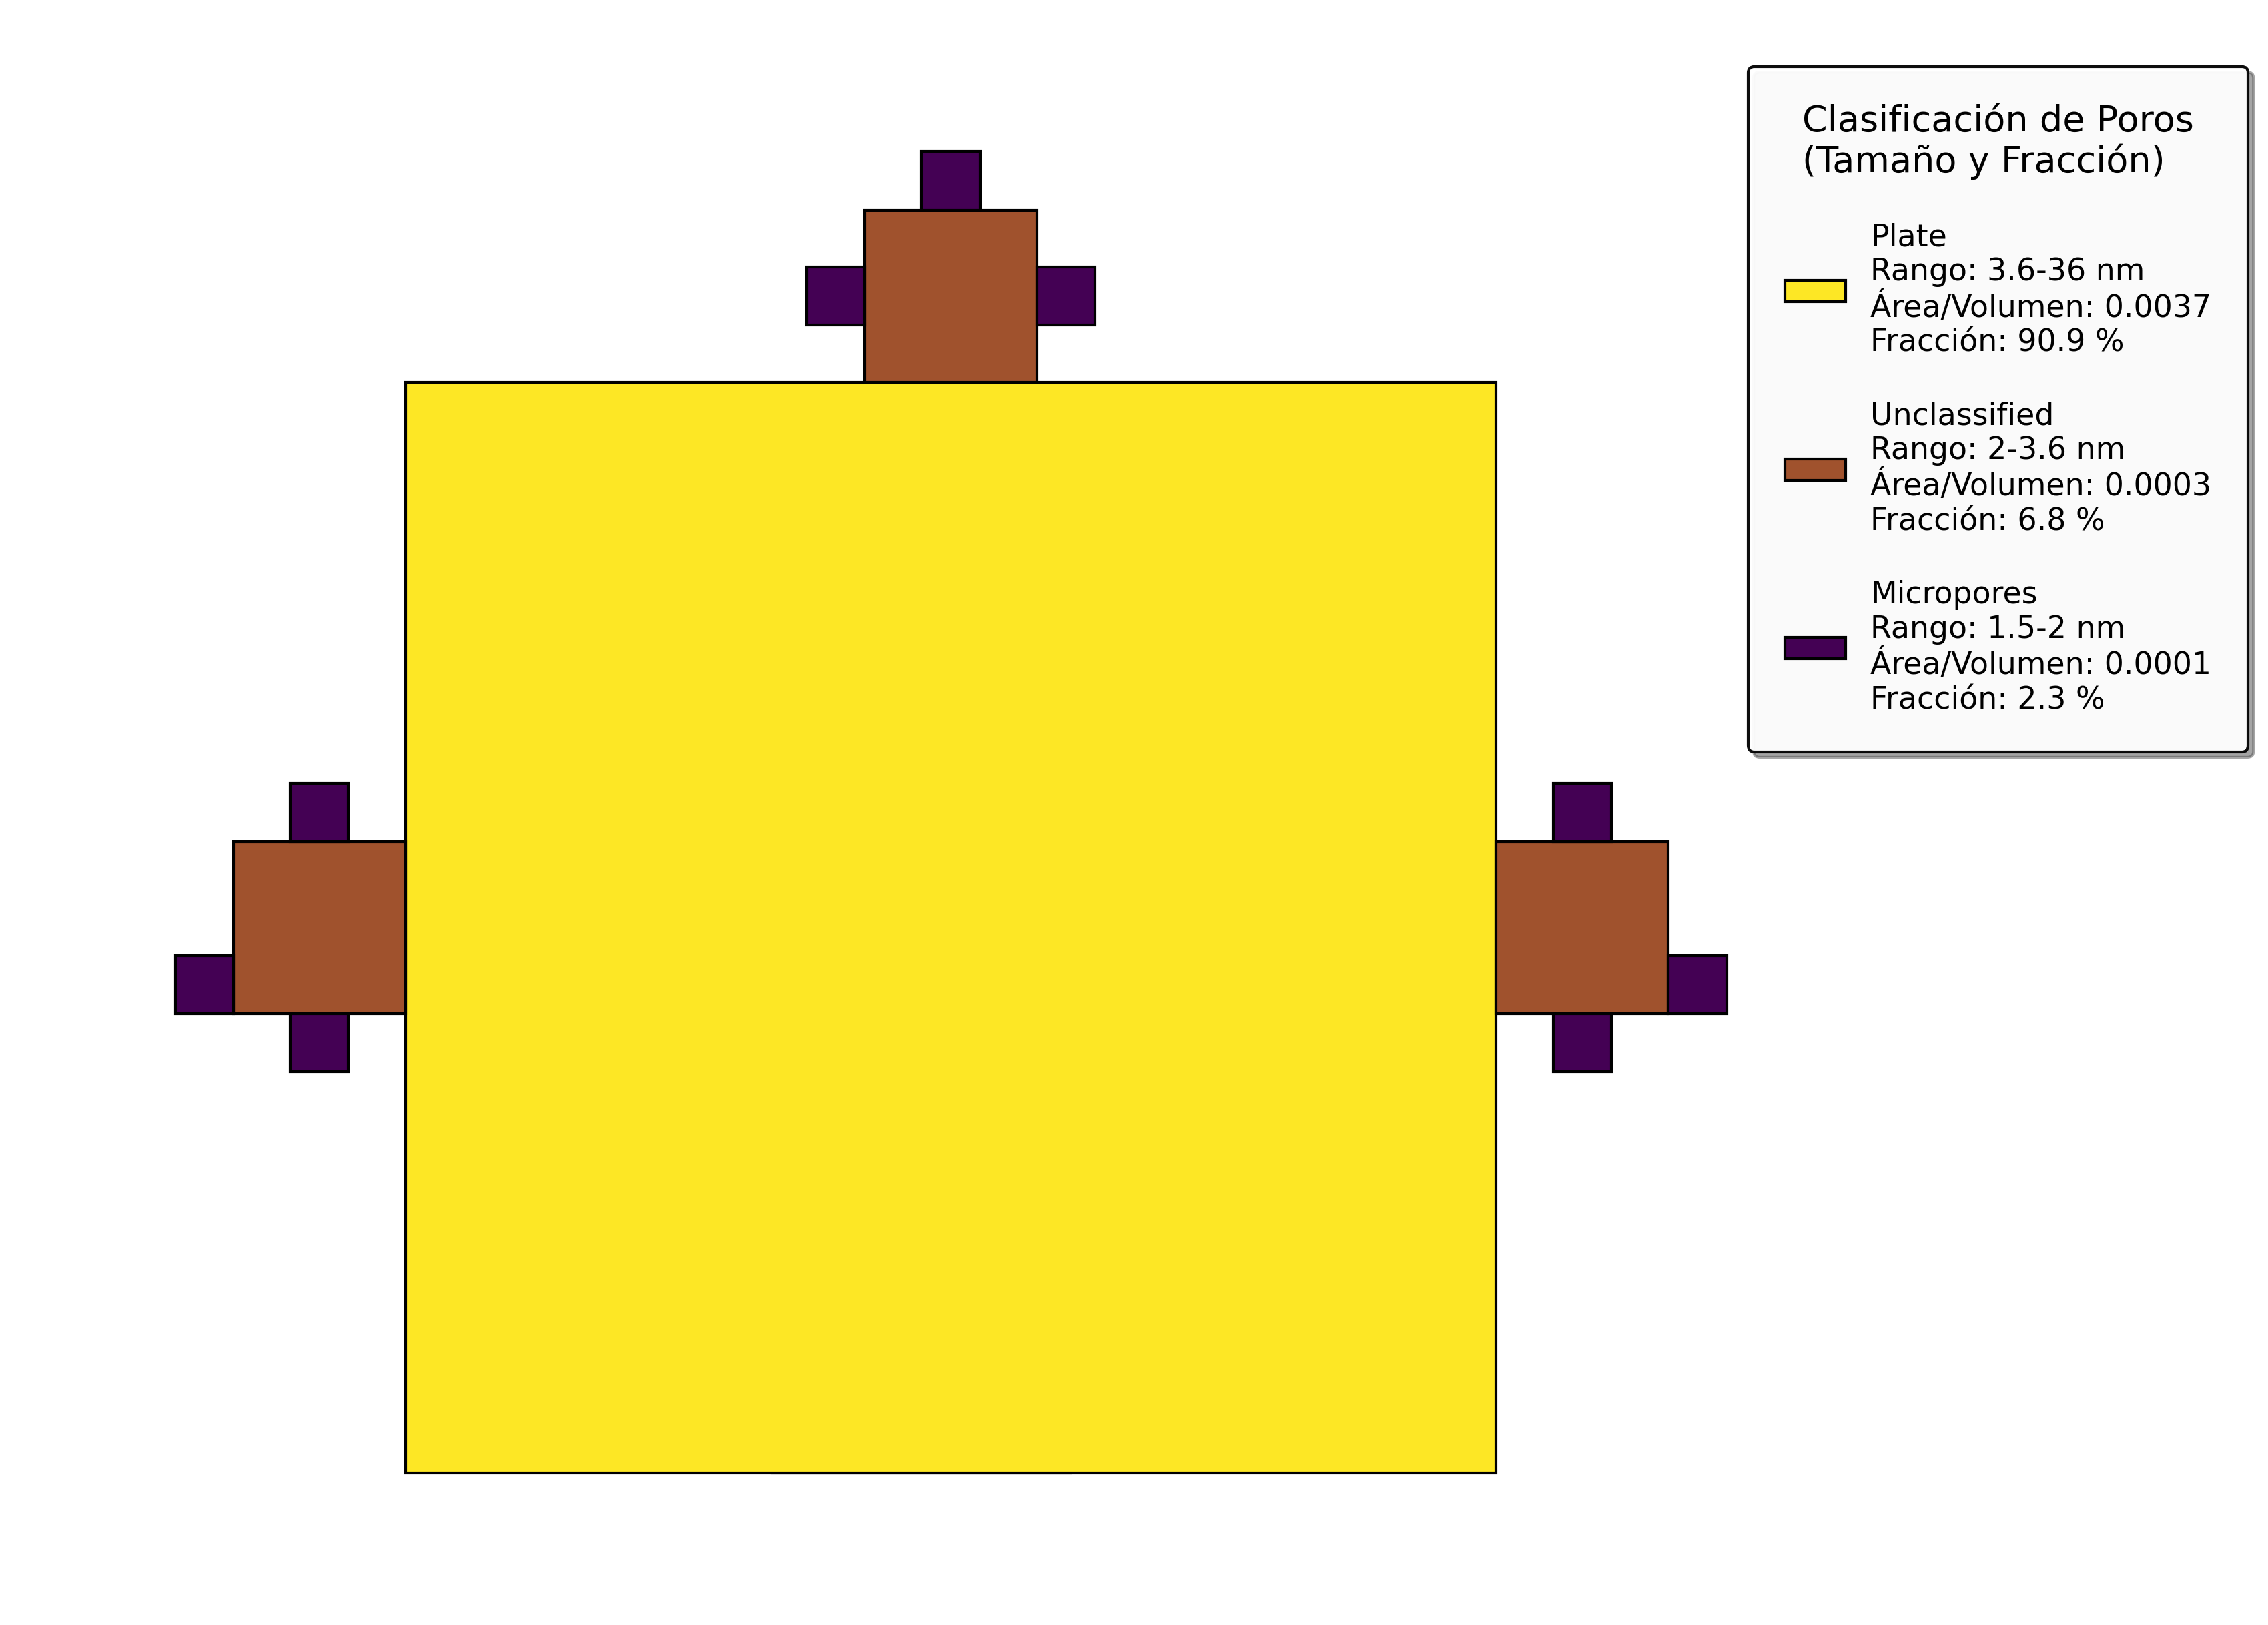 Clasificación de Poros
(Tamaño y Fracción)
Plate
Rango: 3.6-36 nm
Área/Volumen: 0.0037
Fracción: 90.9 %
Unclassified
Rango: 2-3.6 nm
Área/Volumen: 0.0003
Fracción: 6.8 %
Micropores
Rango: 1.5-2 nm
Área/Volumen: 0.0001
Fracción: 2.3 %